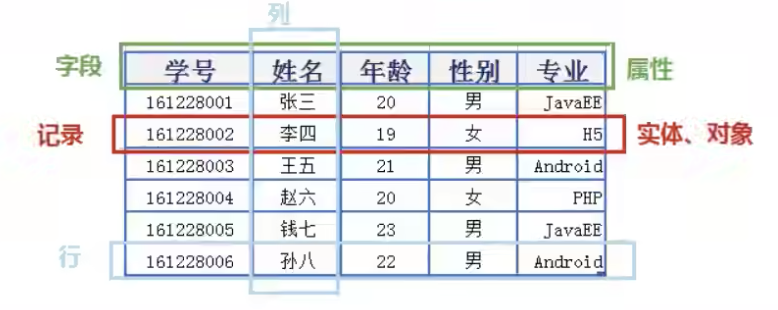 列
字段 学号 姓名 年龄 性别 专业 属性
161228001 张三 20 男 JavaEE
记录 161228002 李四 19 女 H5 实体、对象
161228003 王五 21 男 Android
161228004 赵六 20 女 PHP
161228005 钱七 23 男 JavaEE
行 161228006 孙八 22 男 Android